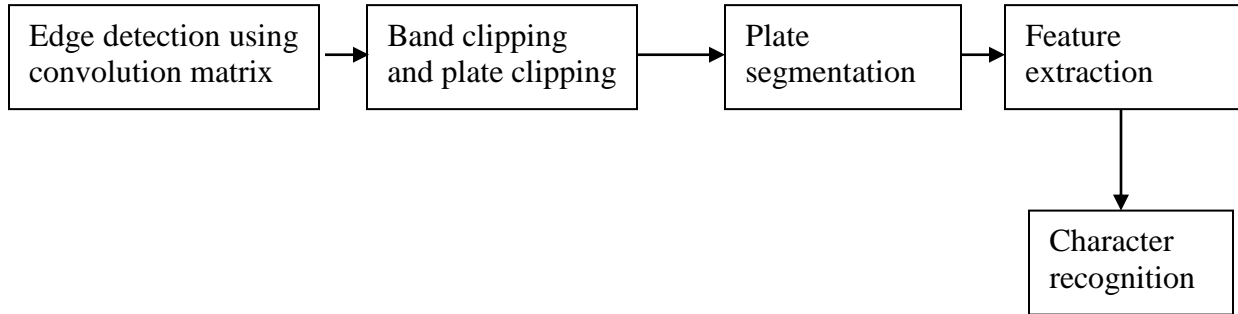 Edge detection using
convolution matrix
Band clipping
and plate clipping
Plate
segmentation
Feature
extraction
Character
recognition